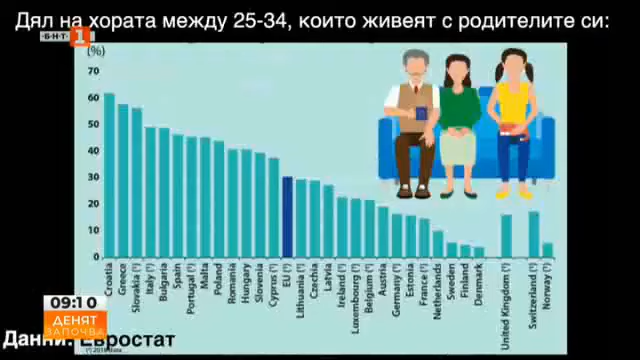 Дял на хората между 25-34, които живеят с родителите си:
БНТ 1
(%)
70
60
50
40
30
20
10
0
Croatia
Greece (¹)
Slovakia (¹)
Italy (¹)
Bulgaria
Spain
Portugal (¹)
Malta
Poland
Romania
Hungary
Slovenia
Cyprus (¹)
EU (¹)
Lithuania (¹)
Czechia
Latvia
Ireland (¹)
Luxembourg (¹)
Belgium (¹)
Austria
Germany (¹)
Estonia
France (¹)
Netherlands
Sweden
Finland
Denmark
United Kingdom (¹)
Switzerland (¹)
Norway (¹)
09:10
ДЕНЯТ
ЗАПОЧВА
Данни: Евростат